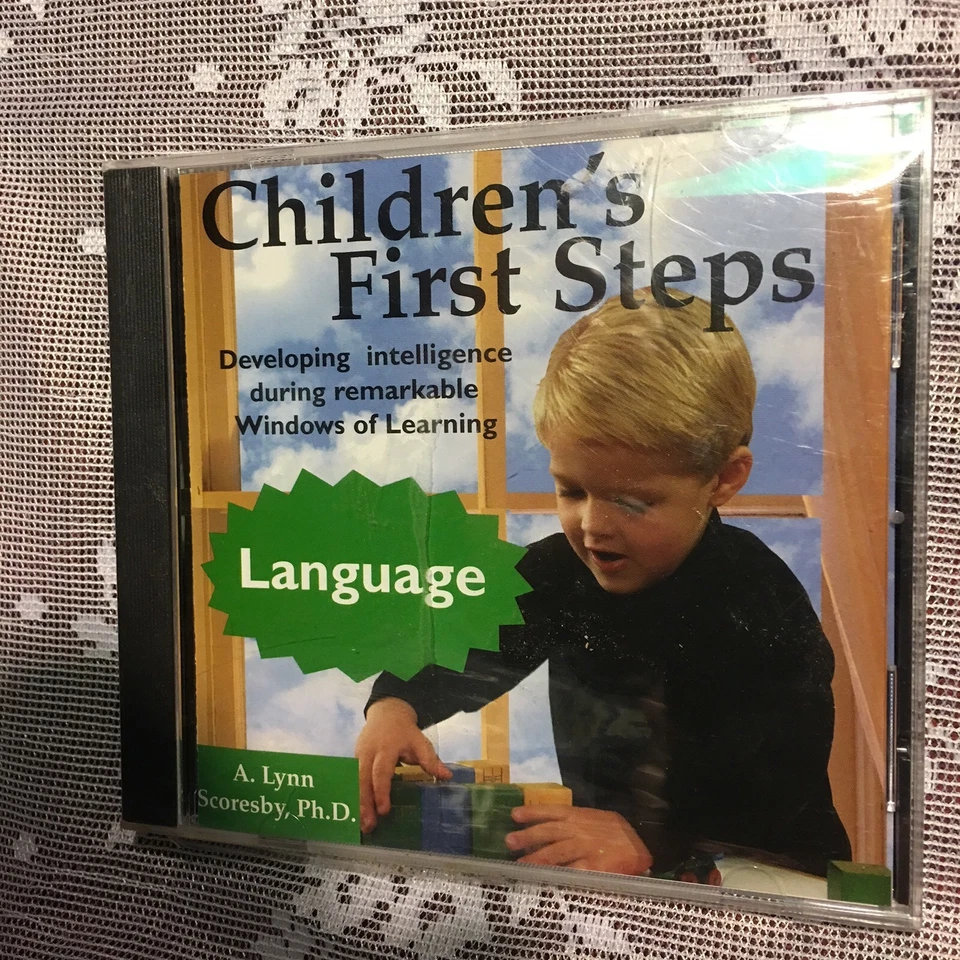 Children's
First Steps
Developing intelligence
during remarkable
Windows of Learning
Language
A. Lynn
Scoresby, Ph.D.